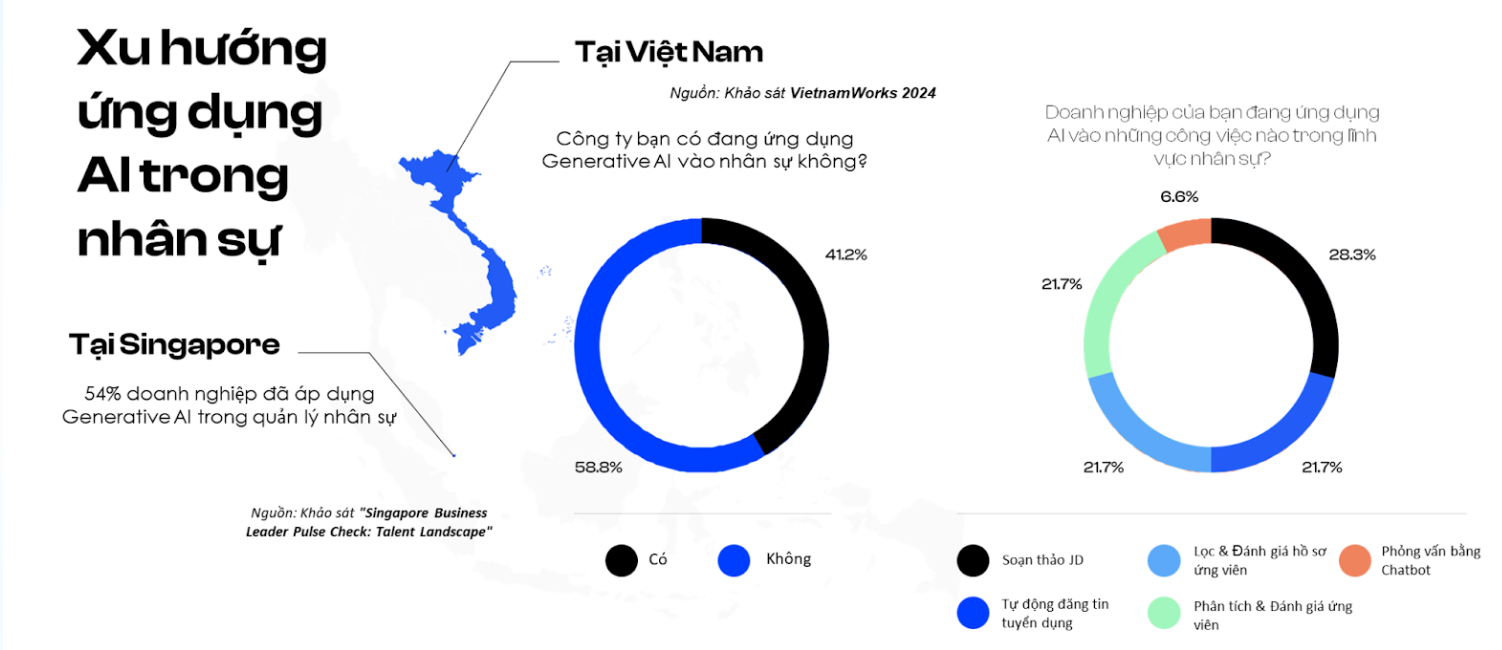 Xu hướng
ứng dụng
AI trong
nhân sự
Tại Singapore
54% doanh nghiệp đã áp dụng
Generative AI trong quản lý nhân sự
Nguồn: Khảo sát "Singapore Business
Leader Pulse Check: Talent Landscape"
Tại Việt Nam
Nguồn: Khảo sát VietnamWorks 2024
Công ty bạn có đang ứng dụng
Generative AI vào nhân sự không?
41.2%
58.8%
Có
Không
Doanh nghiệp của bạn đang ứng dụng
AI vào những công việc nào trong lĩnh
vực nhân sự?
6.6%
28.3%
21.7%
21.7%
21.7%
Soạn thảo JD
Tự động đăng tin
tuyển dụng
Lọc & Đánh giá hồ sơ
ứng viên
Phân tích & Đánh giá ứng
viên
Phỏng vấn bằng
Chatbot